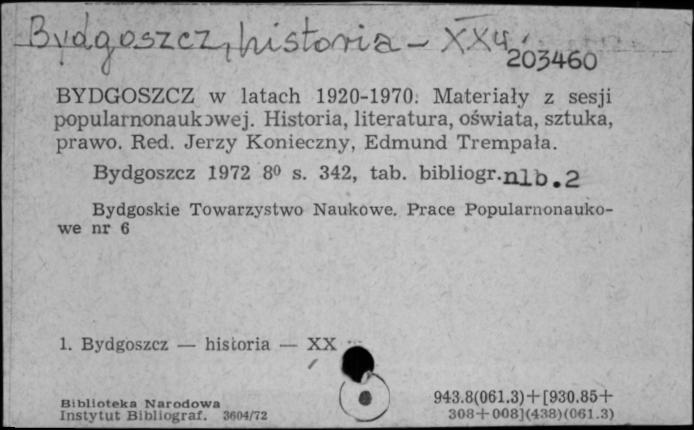 Bydgoszcz, historia - XX w.
203460
BYDGOSZCZ w latach 1920-1970. Materiały z sesji
popularnonaukowej. Historia, literatura, oświata, sztuka,
prawo. Red. Jerzy Konieczny, Edmund Trempała.
Bydgoszcz 1972 8⁰ s. 342, tab. bibliogr. nlb. 2
Bydgoskie Towarzystwo Naukowe. Prace Popularnonauko-
we nr 6
1. Bydgoszcz — historia — XX
Biblioteka Narodowa
Instytut Bibliograf. 3604/72
943.8(061.3)+[930.85+
308+008](438)(061.3)